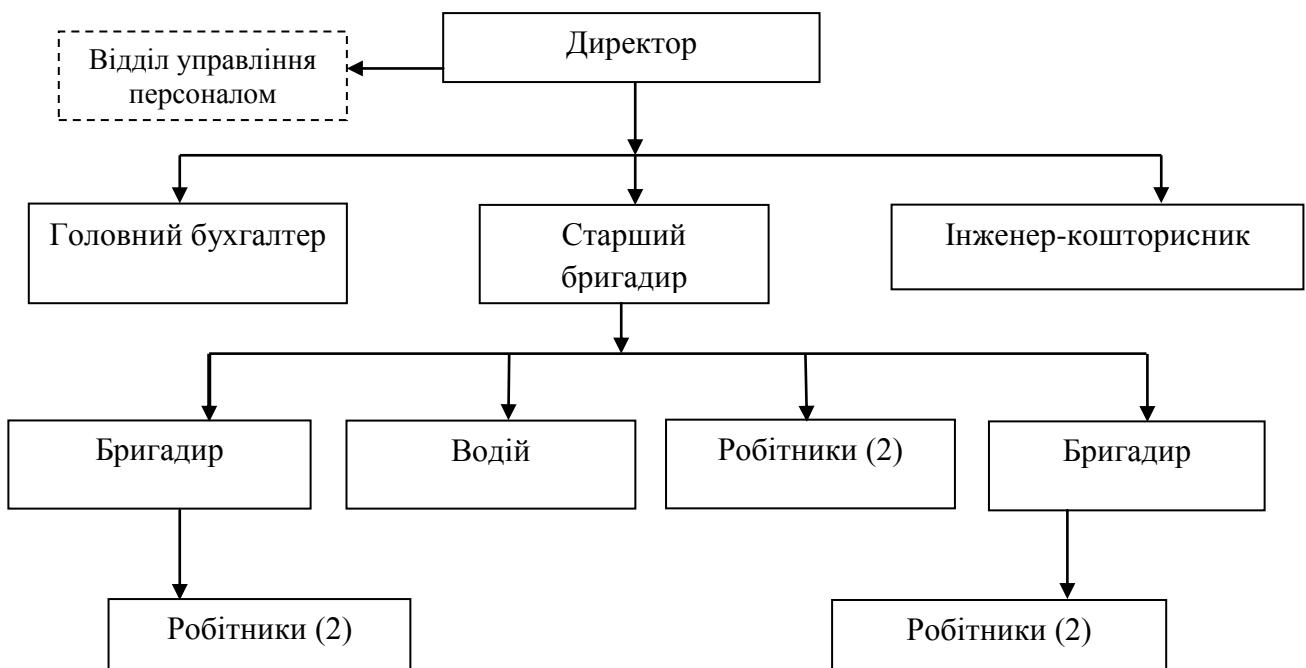 Директор
Відділ управління
персоналом
Головний бухгалтер
Старший
бригадир
Інженер-кошторисник
Бригадир
Водій
Робітники (2)
Бригадир
Робітники (2)
Робітники (2)